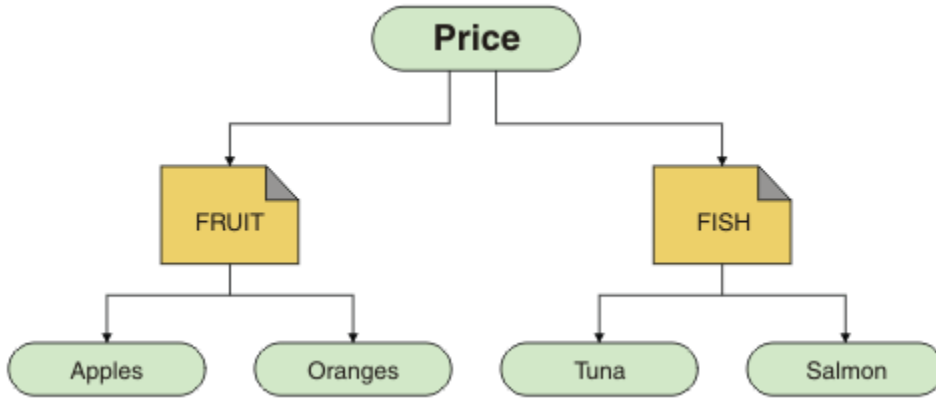 Price
FRUIT
FISH
Apples
Oranges
Tuna
Salmon